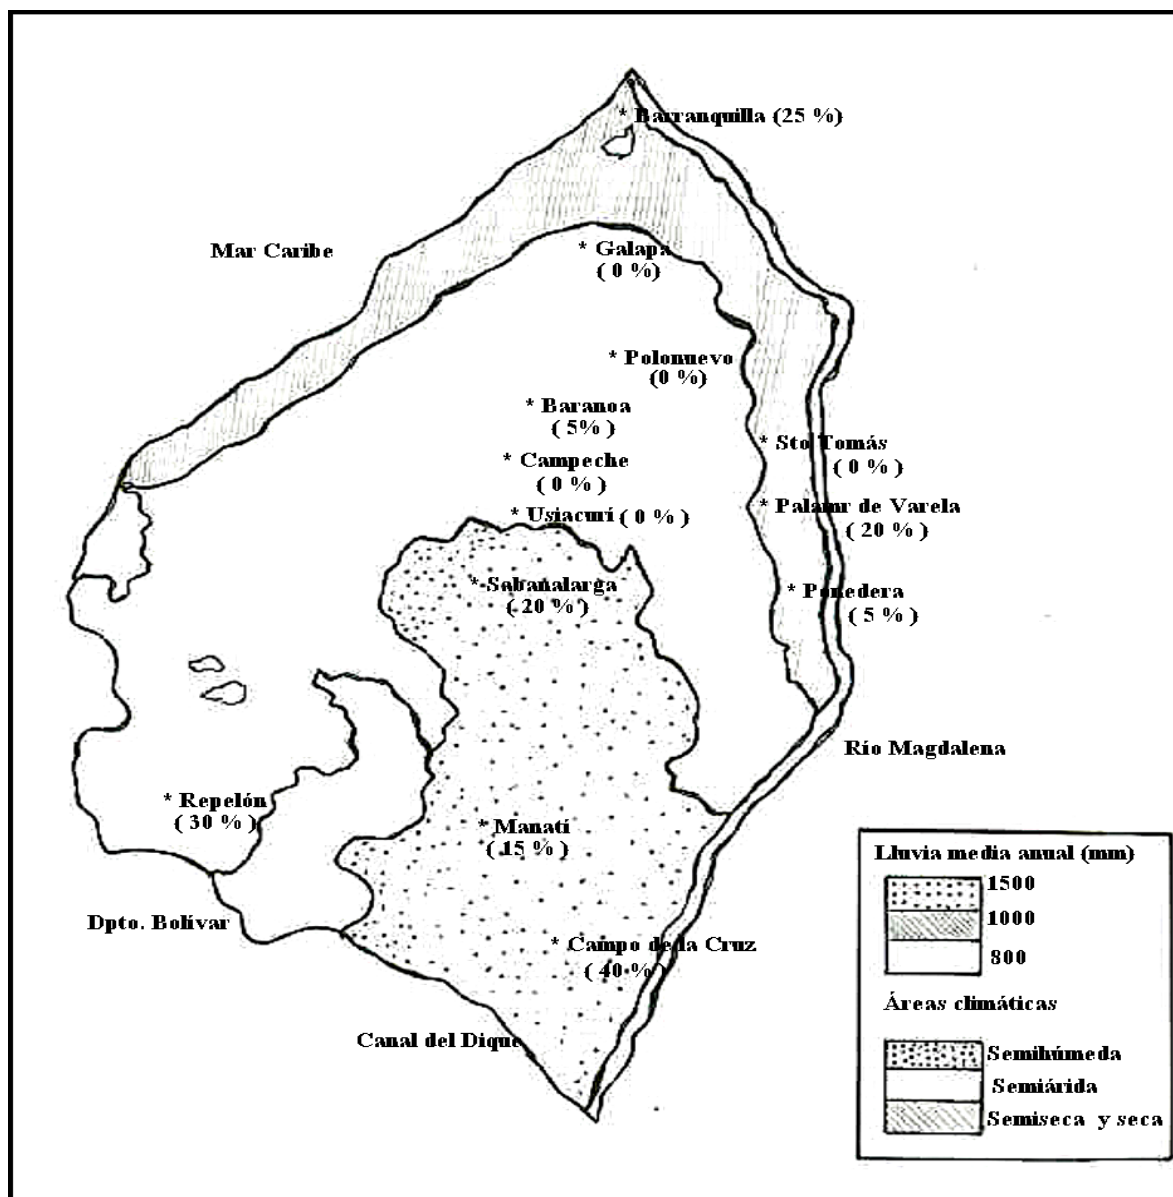 * Barranquilla (25 %)
Mar Caribe
* Galapa
( 0 %)
* Polonuevo
(0 %)
* Baranoa
( 5% )
* Sto Tomás
( 0 % )
* Campeche
( 0 % )
* Usiacurí ( 0 % )
* Palamr de Varela
( 20 % )
* Sabanalarga
( 20 % )
* Ponedera
( 5 % )
Río Magdalena
* Repelón
( 30 % )
* Manatí
( 15 % )
Dpto. Bolívar
* Campo de la Cruz
( 40 % )
Canal del Dique
Lluvia media anual (mm)
1500
1000
800
Áreas climáticas
Semihúmeda
Semiárida
Semiseca y seca